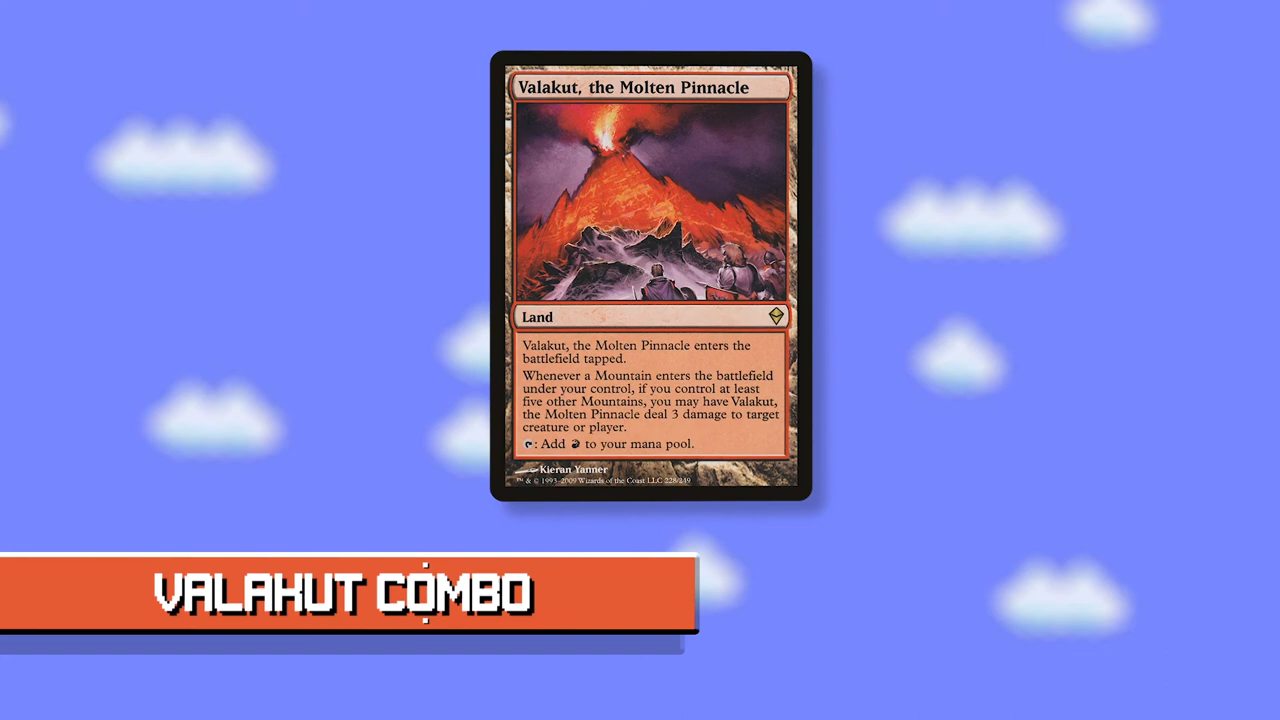 Valakut, the Molten Pinnacle
Land
Valakut, the Molten Pinnacle enters the
battlefield tapped.
Whenever a Mountain enters the battlefield
under your control, if you control at least
five other Mountains, you may have Valakut,
the Molten Pinnacle deal 3 damage to target
creature or player.
: Add to your mana pool.
Kieran Yanner
™ & © 1993–2009 Wizards of the Coast LLC 228/249
VALAKUT COMBO